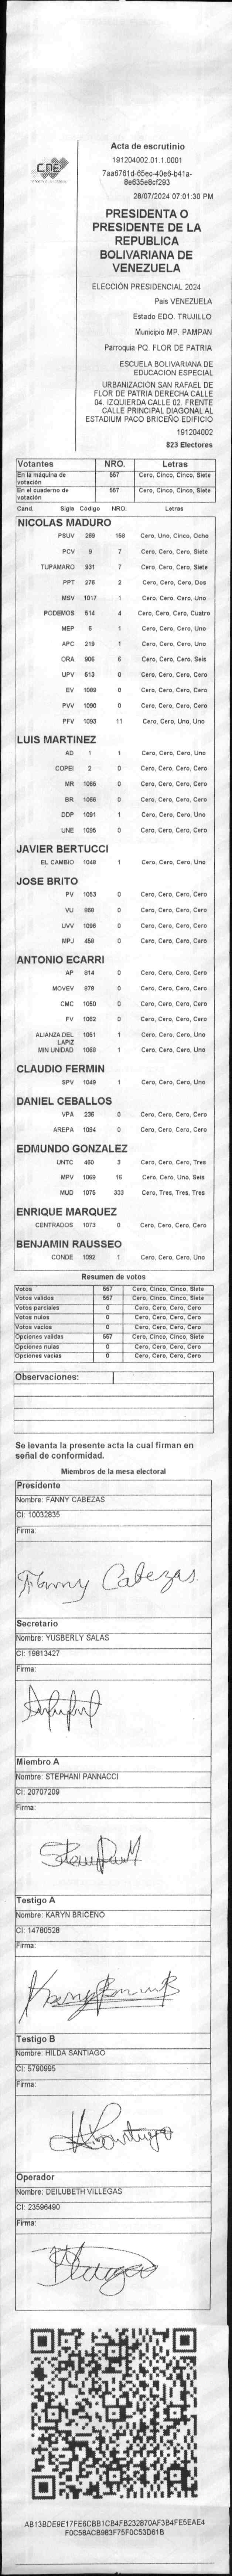 CNE
Acta de escrutinio
191204002.01.1.0001
7aa6761d-65ec-40e6-b41a-
8e635e8cf293
28/07/2024 07:01:30 PM
PRESIDENTA O
PRESIDENTE DE LA
REPUBLICA
BOLIVARIANA DE
VENEZUELA
ELECCIÓN PRESIDENCIAL 2024
Pais VENEZUELA
Estado EDO. TRUJILLO
Municipio MP. PAMPAN
Parroquia PQ. FLOR DE PATRIA
ESCUELA BOLIVARIANA DE
EDUCACION ESPECIAL
URBANIZACION SAN RAFAEL DE
FLOR DE PATRIA DERECHA CALLE
04. IZQUIERDA CALLE 02. FRENTE
CALLE PRINCIPAL DIAGONAL AL
ESTADIUM PACO BRICEÑO EDIFICIO
191204002
823 Electores
Votantes NRO. Letras
En la máquina de votación 557 Cero, Cinco, Cinco, Siete
En el cuaderno de votación 557 Cero, Cinco, Cinco, Siete
Cand. Sigla Código NRO. Letras
NICOLAS MADURO
PSUV 269 158 Cero, Uno, Cinco, Ocho
PCV 9 7 Cero, Cero, Cero, Siete
TUPAMARO 931 7 Cero, Cero, Cero, Siete
PPT 276 2 Cero, Cero, Cero, Dos
MSV 1017 1 Cero, Cero, Cero, Uno
PODEMOS 514 4 Cero, Cero, Cero, Cuatro
MEP 6 1 Cero, Cero, Cero, Uno
APC 219 1 Cero, Cero, Cero, Uno
ORA 906 6 Cero, Cero, Cero, Seis
UPV 513 0 Cero, Cero, Cero, Cero
EV 1089 0 Cero, Cero, Cero, Cero
PVV 1090 0 Cero, Cero, Cero, Cero
PFV 1093 11 Cero, Cero, Uno, Uno
LUIS MARTINEZ
AD 1 1 Cero, Cero, Cero, Uno
COPEI 2 0 Cero, Cero, Cero, Cero
MR 1065 0 Cero, Cero, Cero, Cero
BR 1066 0 Cero, Cero, Cero, Cero
DDP 1091 1 Cero, Cero, Cero, Uno
UNE 1095 0 Cero, Cero, Cero, Cero
JAVIER BERTUCCI
EL CAMBIO 1048 1 Cero, Cero, Cero, Uno
JOSE BRITO
PV 1053 0 Cero, Cero, Cero, Cero
VU 868 0 Cero, Cero, Cero, Cero
UVV 1096 0 Cero, Cero, Cero, Cero
MPJ 458 0 Cero, Cero, Cero, Cero
ANTONIO ECARRI
AP 814 0 Cero, Cero, Cero, Cero
MOVEV 878 0 Cero, Cero, Cero, Cero
CMC 1050 0 Cero, Cero, Cero, Cero
FV 1062 0 Cero, Cero, Cero, Cero
ALIANZA DEL LAPIZ 1051 1 Cero, Cero, Cero, Uno
MIN UNIDAD 1068 1 Cero, Cero, Cero, Uno
CLAUDIO FERMIN
SPV 1049 1 Cero, Cero, Cero, Uno
DANIEL CEBALLOS
VPA 236 0 Cero, Cero, Cero, Cero
AREPA 1094 0 Cero, Cero, Cero, Cero
EDMUNDO GONZALEZ
UNTC 460 3 Cero, Cero, Cero, Tres
MPV 1069 16 Cero, Cero, Uno, Seis
MUD 1075 333 Cero, Tres, Tres, Tres
ENRIQUE MARQUEZ
CENTRADOS 1073 0 Cero, Cero, Cero, Cero
BENJAMIN RAUSSEO
CONDE 1092 1 Cero, Cero, Cero, Uno
Resumen de votos
Votos 557 Cero, Cinco, Cinco, Siete
Votos validos 557 Cero, Cinco, Cinco, Siete
Votos parciales 0 Cero, Cero, Cero, Cero
Votos nulos 0 Cero, Cero, Cero, Cero
Votos vacios 0 Cero, Cero, Cero, Cero
Opciones validas 557 Cero, Cinco, Cinco, Siete
Opciones nulas 0 Cero, Cero, Cero, Cero
Opciones vacias 0 Cero, Cero, Cero, Cero
Observaciones:
Se levanta la presente acta la cual firman en
señal de conformidad.
Miembros de la mesa electoral
Presidente
Nombre: FANNY CABEZAS
CI: 10032835
Firma:
Fanny Cabezas
Secretario
Nombre: YUSBERLY SALAS
CI: 19813427
Firma:
Miembro A
Nombre: STEPHANI PANNACCI
CI: 20707209
Firma:
Testigo A
Nombre: KARYN BRICEÑO
CI: 14780528
Firma:
Testigo B
Nombre: HILDA SANTIAGO
CI: 5790995
Firma:
Operador
Nombre: DEILUBETH VILLEGAS
CI: 23596490
Firma:
AB13BDE9E17FE6CBB1CB4FB232870AF3B4FE5EAE4
F0C58ACB983F75F0C53D61B